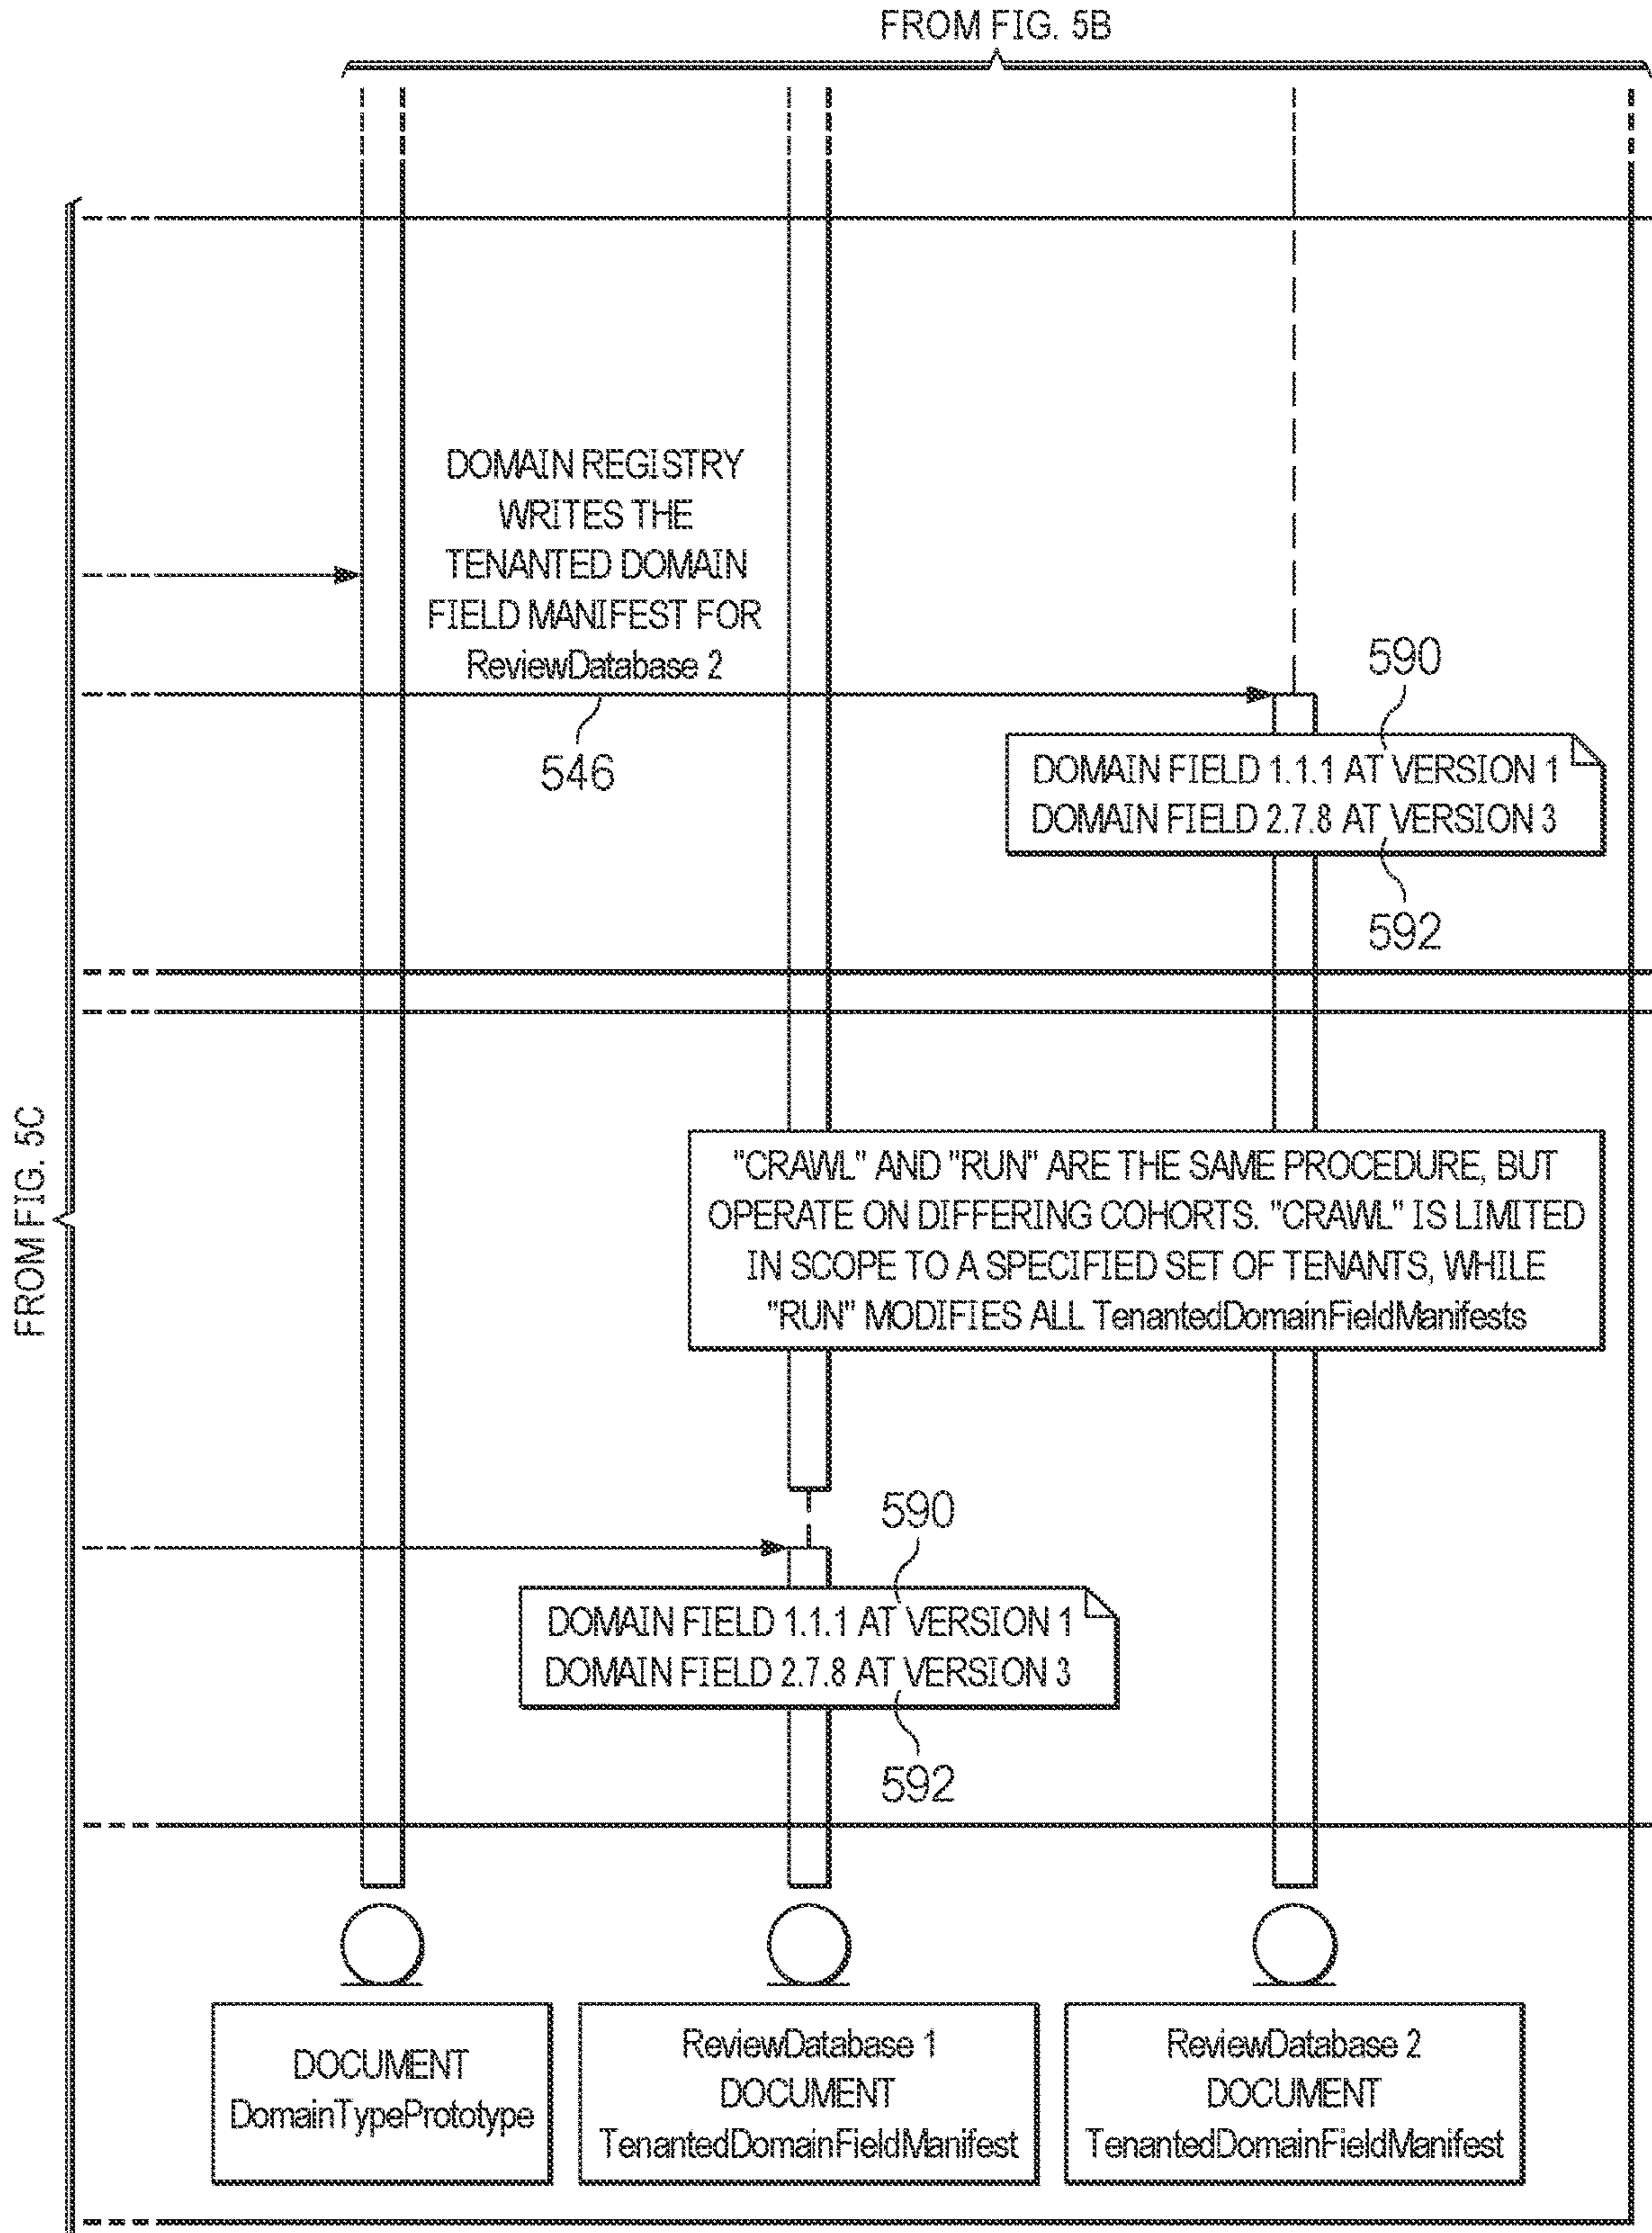 FROM FIG. 5B
DOMAIN REGISTRY
WRITES THE
TENANTED DOMAIN
FIELD MANIFEST FOR
ReviewDatabase 2
546
590
DOMAIN FIELD 1.1.1 AT VERSION 1
DOMAIN FIELD 2.7.8 AT VERSION 3
592
FROM FIG. 5C
"CRAWL" AND "RUN" ARE THE SAME PROCEDURE, BUT
OPERATE ON DIFFERING COHORTS. "CRAWL" IS LIMITED
IN SCOPE TO A SPECIFIED SET OF TENANTS, WHILE
"RUN" MODIFIES ALL TenantedDomainFieldManifests
590
DOMAIN FIELD 1.1.1 AT VERSION 1
DOMAIN FIELD 2.7.8 AT VERSION 3
592
DOCUMENT
DomainTypePrototype
ReviewDatabase 1
DOCUMENT
TenantedDomainFieldManifest
ReviewDatabase 2
DOCUMENT
TenantedDomainFieldManifest